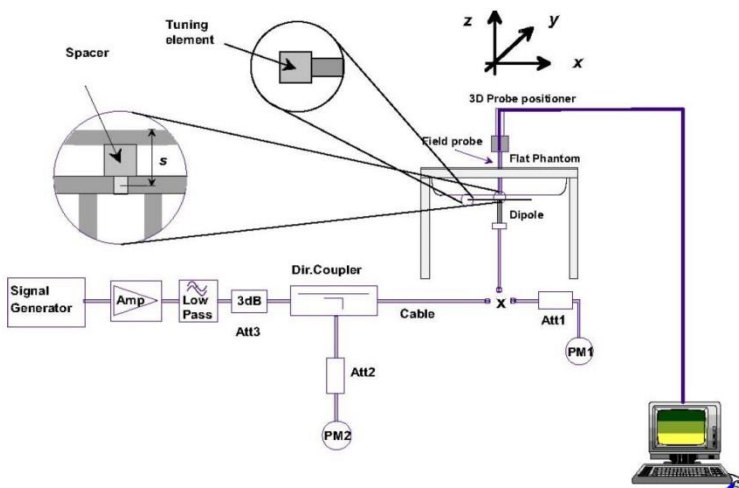 Tuning
element
z
y
x
Spacer
3D Probe positioner
Field probe
Flat Phantom
s
Dipole
Dir.Coupler
Signal
Generator
Amp
Low
Pass
3dB
Cable
x
Att1
Att3
PM1
Att2
PM2